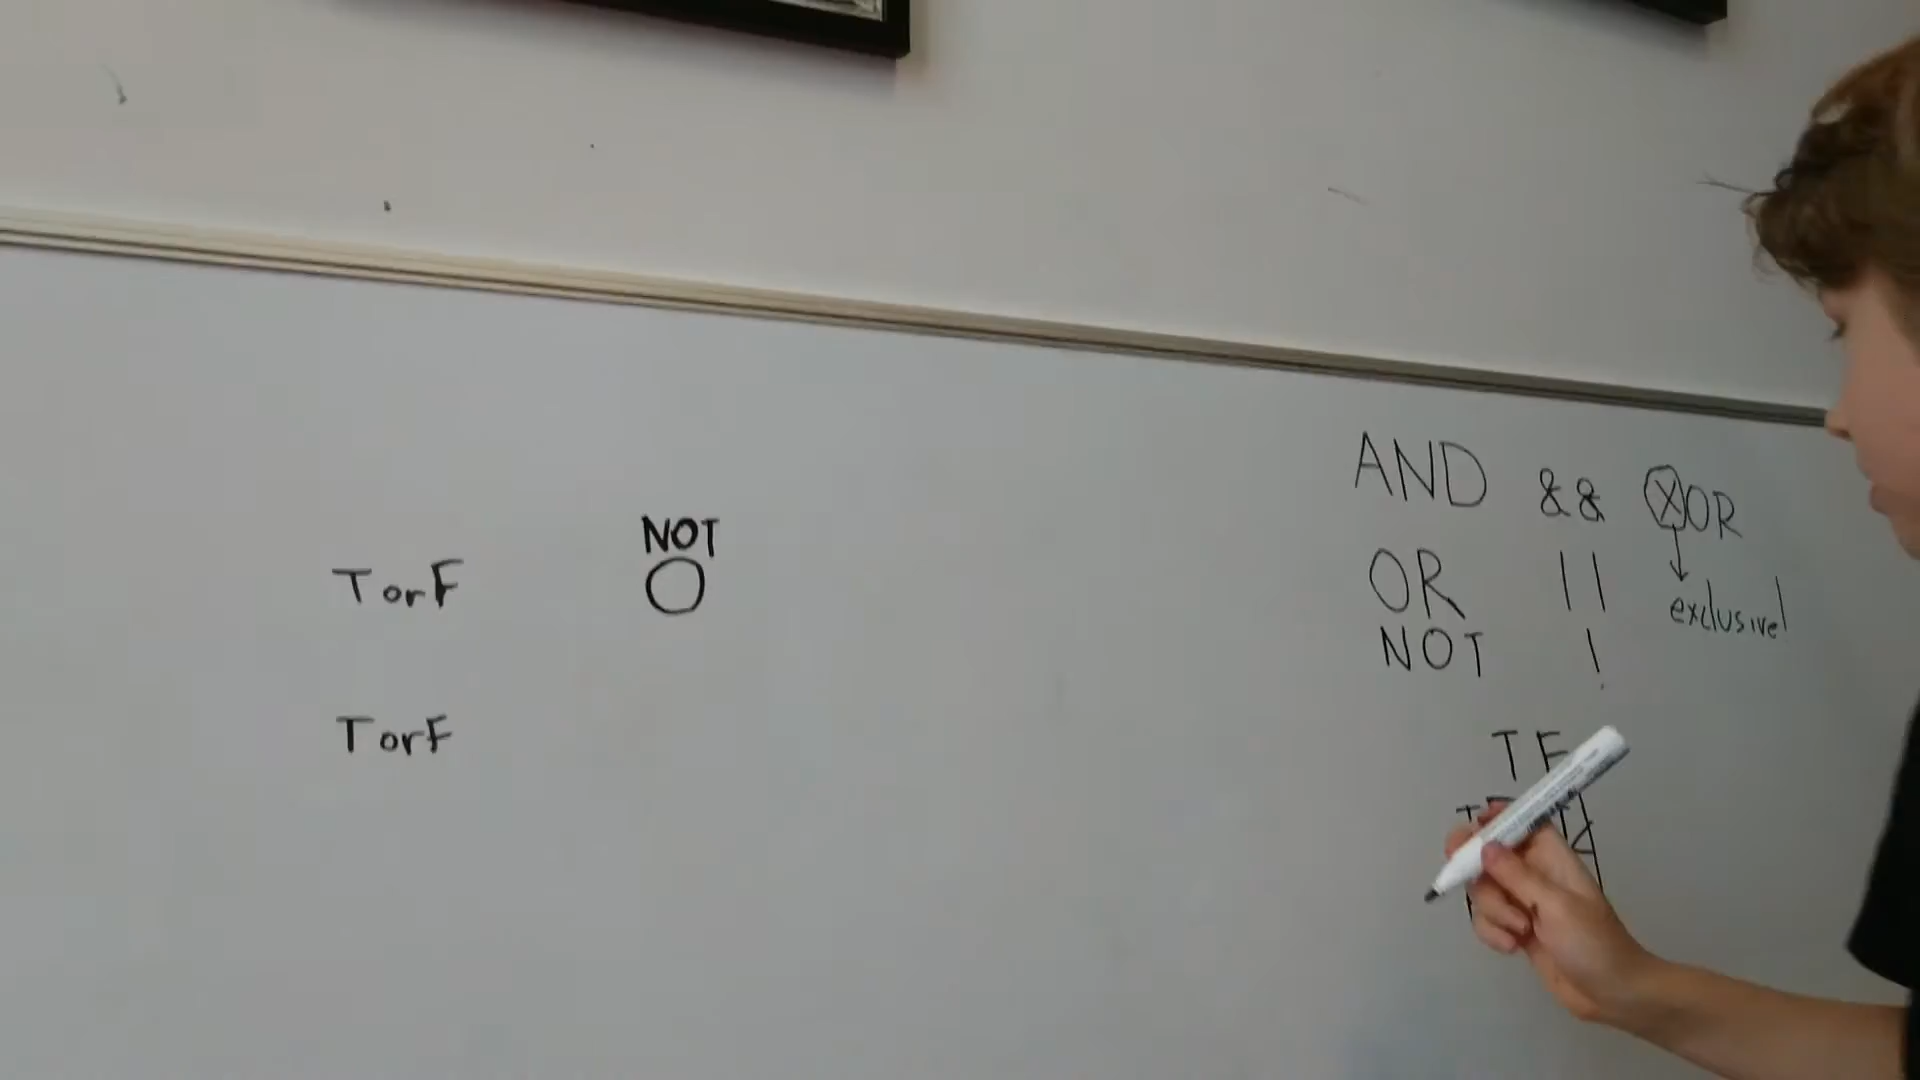 NOT
T or F
T or F
AND && XOR
OR ||
exclusive
NOT !
T F